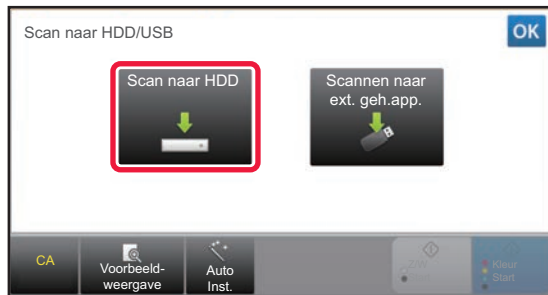 Scan naar HDD/USB
OK
Scan naar HDD
Scannen naar
ext. geh.app.
CA
Voorbeeld-
weergave
Auto
Inst.
Z/W
Start
Kleur
Start